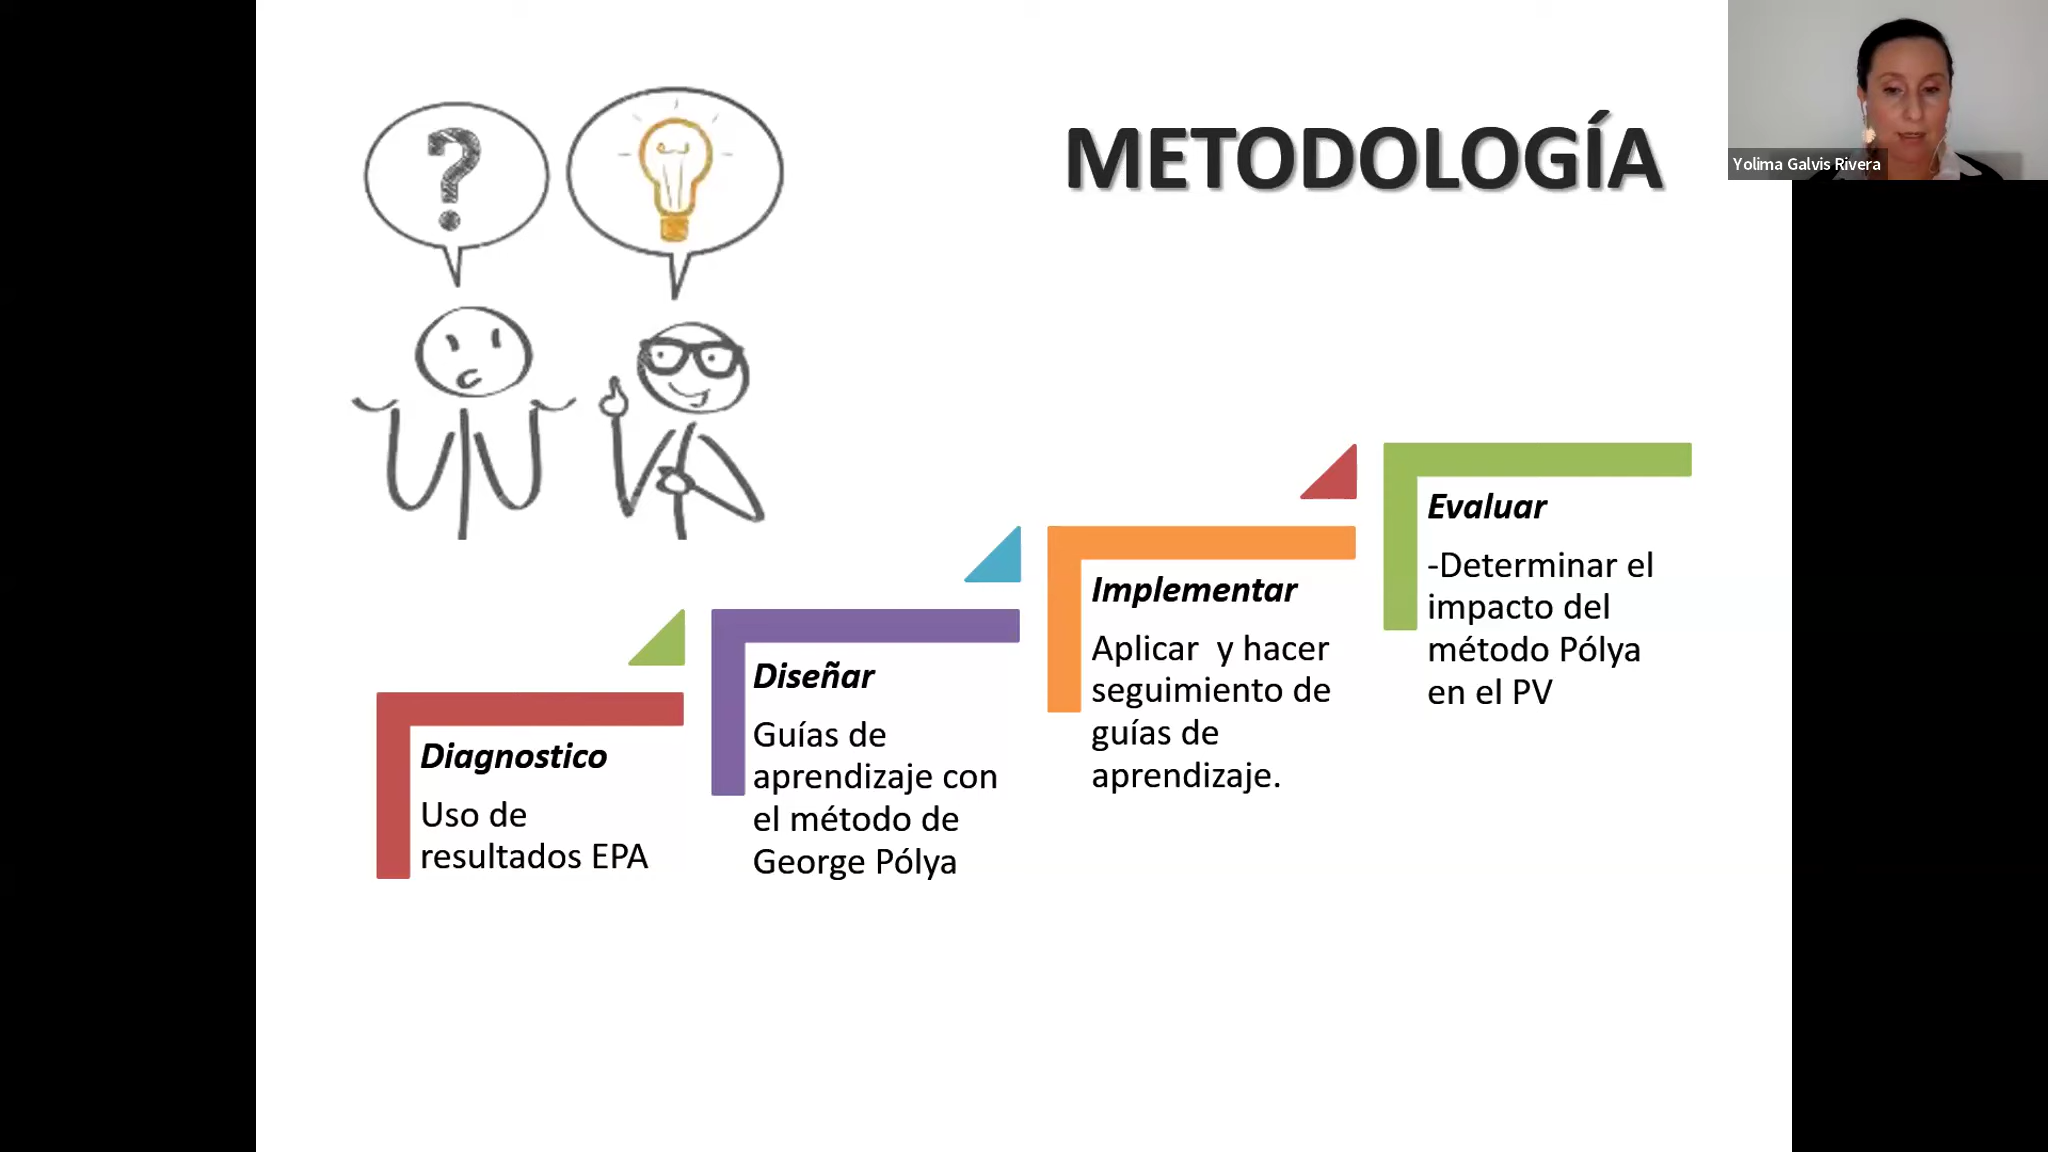 METODOLOGÍA
Yolima Galvis Rivera
Diagnostico
Uso de
resultados EPA
Diseñar
Guías de
aprendizaje con
el método de
George Pólya
Implementar
Aplicar y hacer
seguimiento de
guías de
aprendizaje.
Evaluar
-Determinar el
impacto del
método Pólya
en el PV